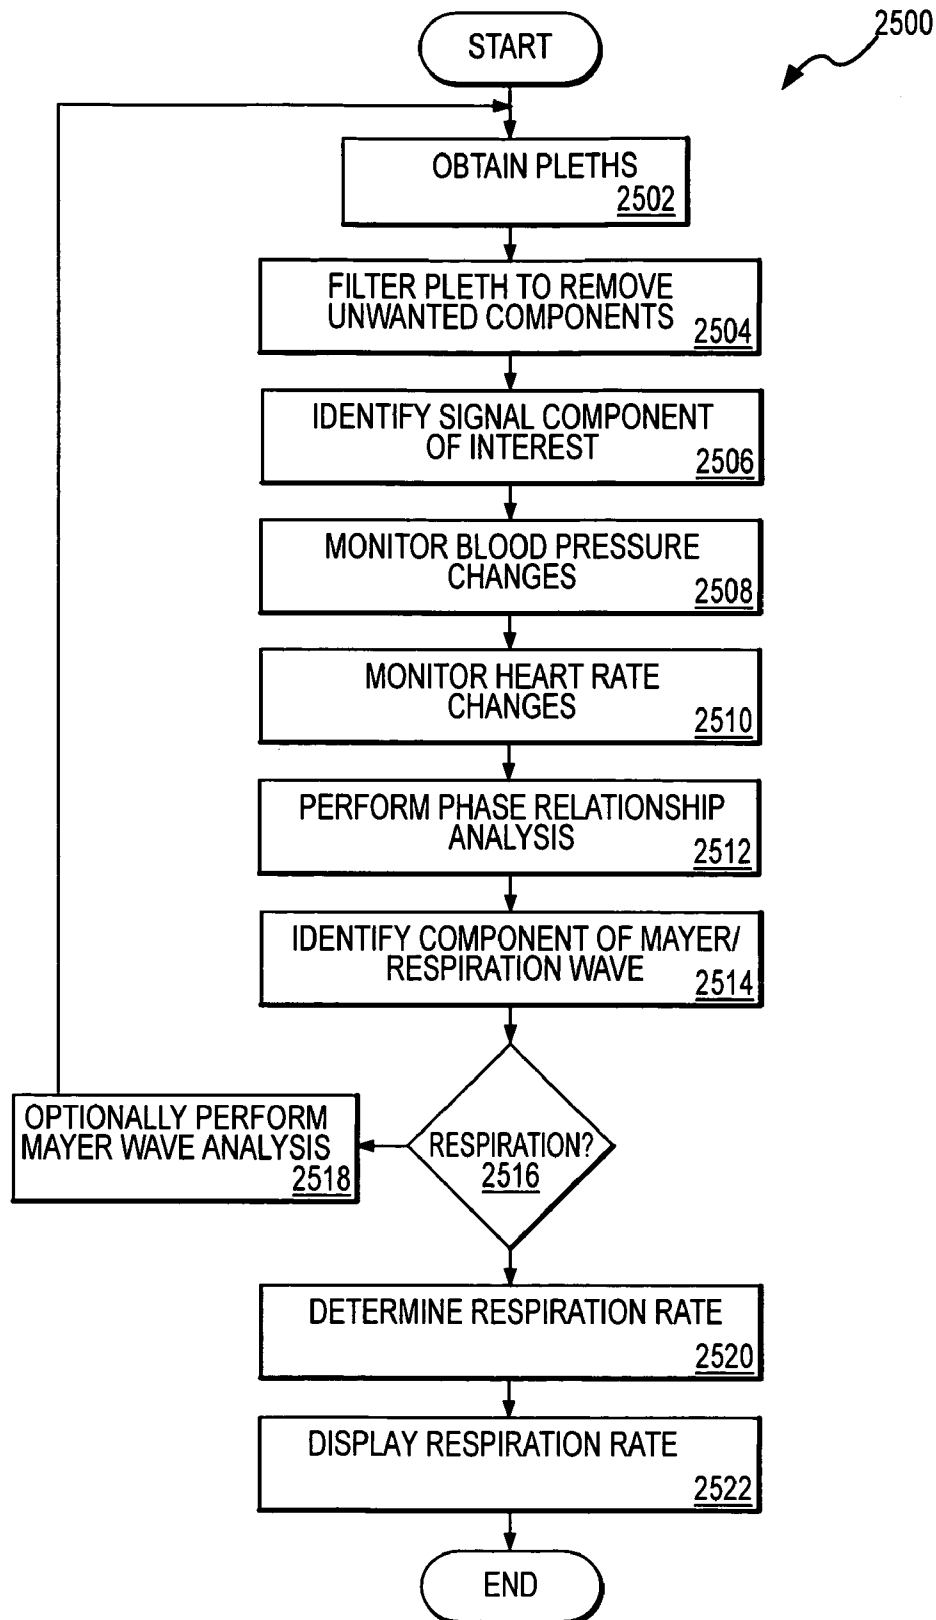 2500
START
OBTAIN PLETHS
2502
FILTER PLETH TO REMOVE
UNWANTED COMPONENTS
2504
IDENTIFY SIGNAL COMPONENT
OF INTEREST
2506
MONITOR BLOOD PRESSURE
CHANGES
2508
MONITOR HEART RATE
CHANGES
2510
PERFORM PHASE RELATIONSHIP
ANALYSIS
2512
IDENTIFY COMPONENT OF MAYER/
RESPIRATION WAVE
2514
RESPIRATION?
2516
OPTIONALLY PERFORM
MAYER WAVE ANALYSIS
2518
DETERMINE RESPIRATION RATE
2520
DISPLAY RESPIRATION RATE
2522
END